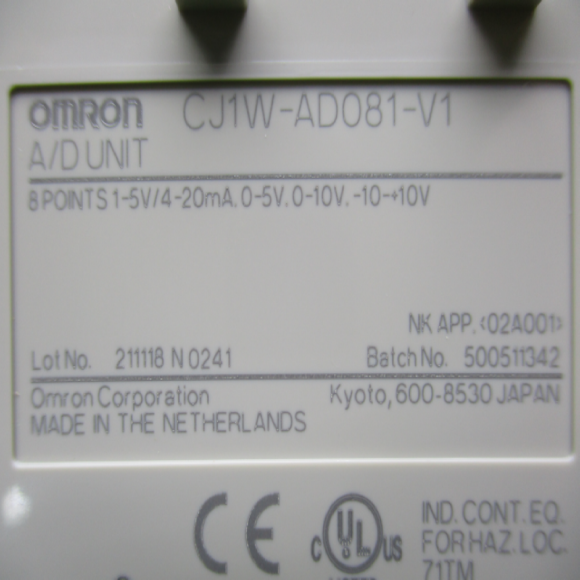 OMRON CJ1W-AD081-V1
A/D UNIT
8 POINTS 1-5V/4-20mA, 0-5V, 0-10V, -10-+10V
NK APP. <02A001>
Lot No. 211118 N 0241 Batch No. 500511342
Omron Corporation Kyoto, 600-8530 JAPAN
MADE IN THE NETHERLANDS
CE C UL US IND. CONT. EQ.
FOR HAZ. LOC.
71TM